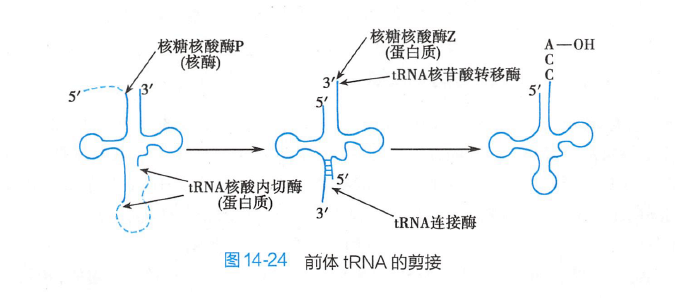 核糖核酸酶P
(核酶)
5′
3′
tRNA核酸内切酶
(蛋白质)
核糖核酸酶Z
(蛋白质)
3′
tRNA核苷酸转移酶
5′
5′
3′
tRNA连接酶
A—OH
C
C
5′
图14-24 前体 tRNA 的剪接